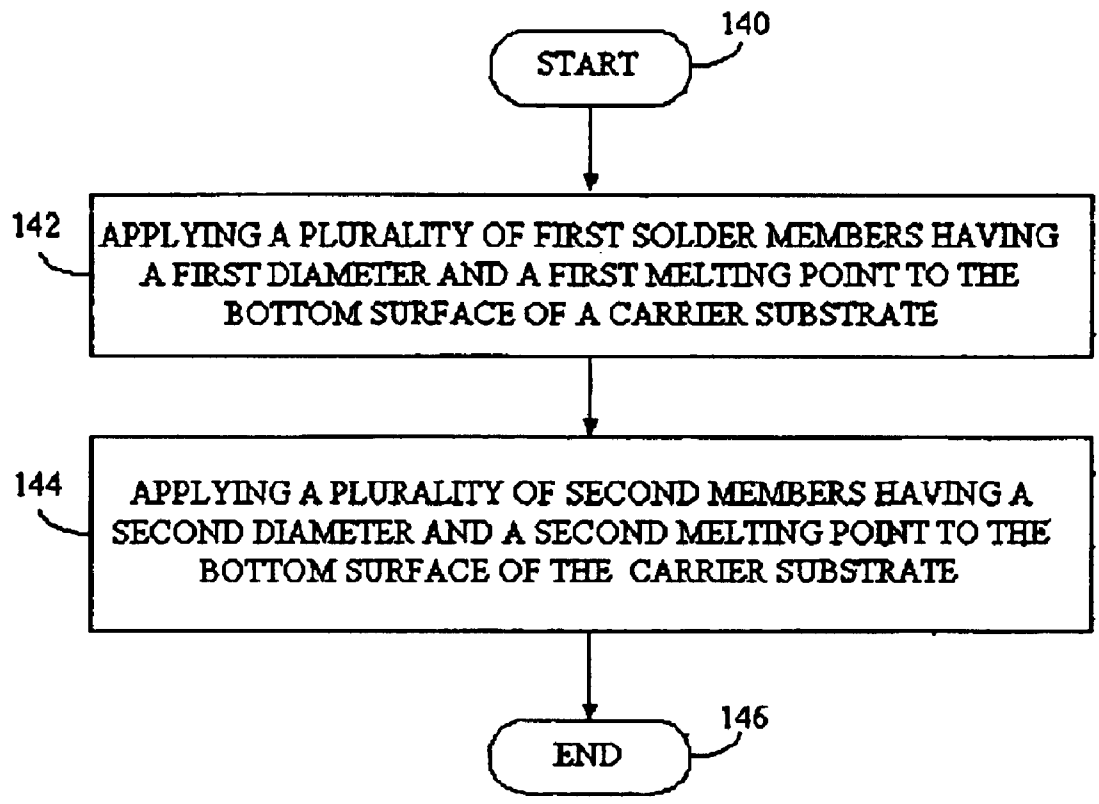 140
START
142
APPLYING A PLURALITY OF FIRST SOLDER MEMBERS HAVING
A FIRST DIAMETER AND A FIRST MELTING POINT TO THE
BOTTOM SURFACE OF A CARRIER SUBSTRATE
144
APPLYING A PLURALITY OF SECOND MEMBERS HAVING A
SECOND DIAMETER AND A SECOND MELTING POINT TO THE
BOTTOM SURFACE OF THE CARRIER SUBSTRATE
146
END